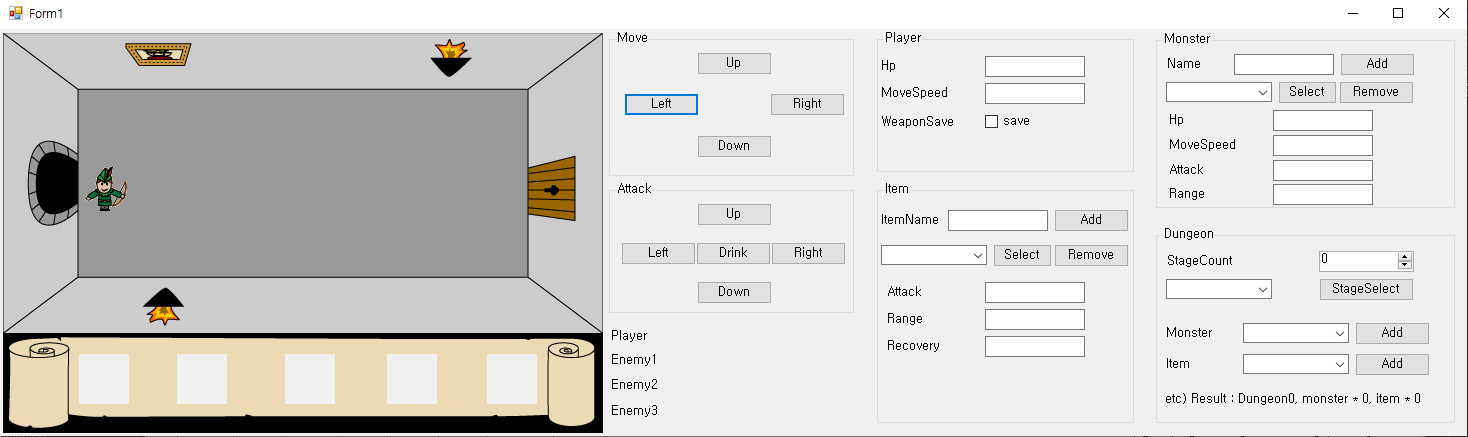 Form1
Move
Up
Left
Right
Down
Attack
Up
Left Drink Right
Down
Player
Enemy1
Enemy2
Enemy3
Player
Hp
MoveSpeed
WeaponSave save
Item
ItemName Add
Select Remove
Attack
Range
Recovery
Monster
Name Add
Select Remove
Hp
MoveSpeed
Attack
Range
Dungeon
StageCount 0
StageSelect
Monster Add
Item Add
etc) Result : Dungeon0, monster * 0, item * 0